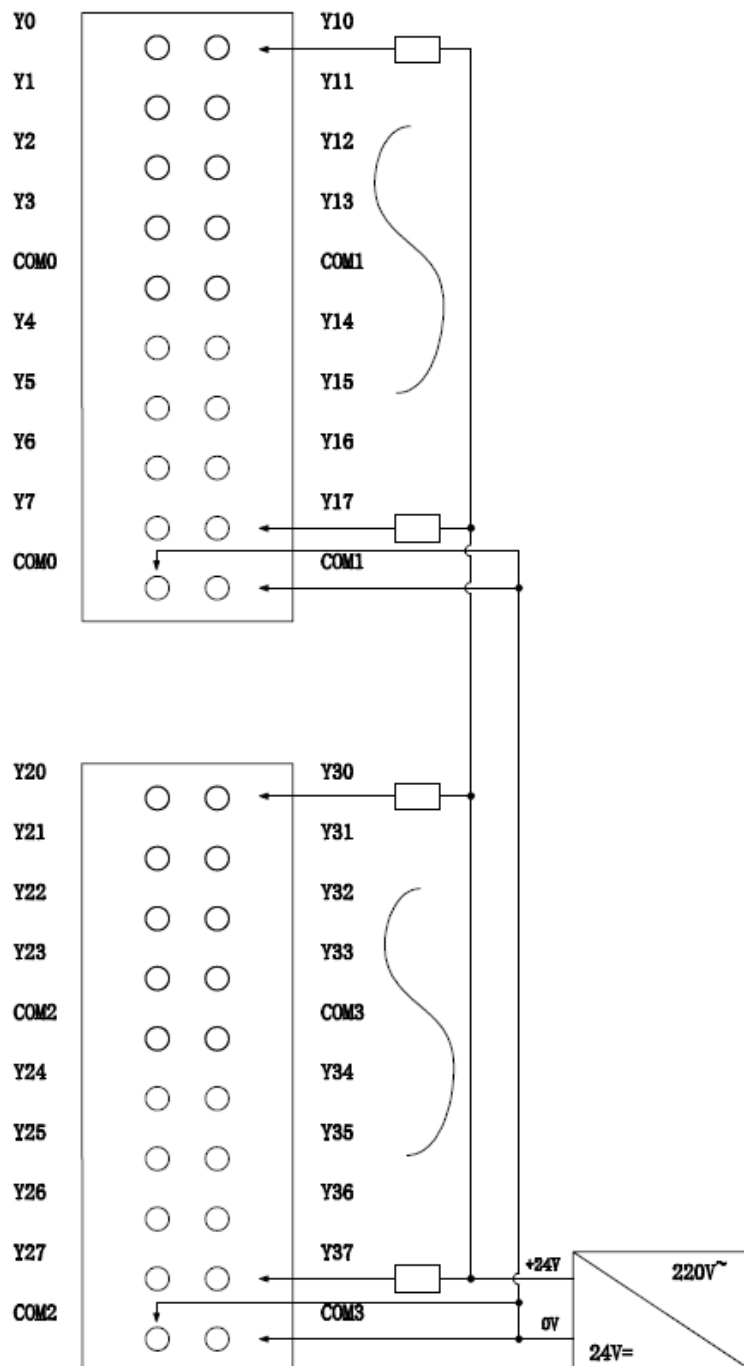 Y0 Y10
Y1 Y11
Y2 Y12
Y3 Y13
COM0 COM1
Y4 Y14
Y5 Y15
Y6 Y16
Y7 Y17
COM0 COM1
Y20 Y30
Y21 Y31
Y22 Y32
Y23 Y33
COM2 COM3
Y24 Y34
Y25 Y35
Y26 Y36
Y27 Y37 +24V 220V~
COM2 COM3 0V
24V=